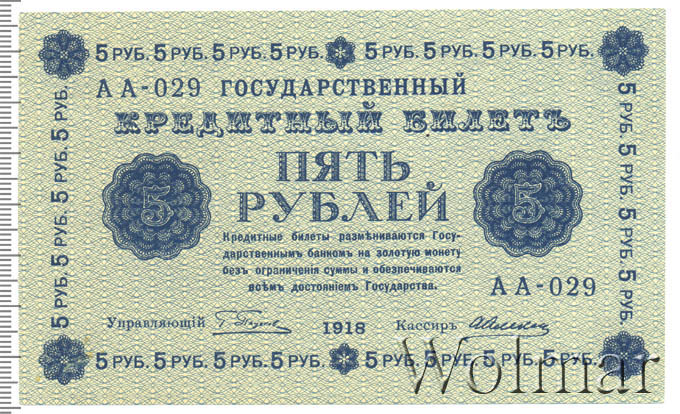 5 РУБ. 5 РУБ. 5 РУБ. 5 РУБ. 5 РУБ. 5 РУБ. 5 РУБ. 5 РУБ.
АА-029 ГОСУДАРСТВЕННЫЙ
КРЕДИТНЫЙ БИЛЕТЪ
5 ПЯТЬ 5
РУБЛЕЙ
Кредитные билеты размѣниваются Госу-
дарственнымъ банкомъ на золотую монету
безъ ограниченія суммы и обезпечиваются
всѣмъ достояніемъ Государства.
АА-029
Управляющій 1918 Кассиръ
5 РУБ. 5 РУБ. 5 РУБ. 5 РУБ. 5 РУБ. 5 РУБ. 5 РУБ. 5 РУБ.
5 РУБ. 5 РУБ. 5 РУБ. 5 РУБ.
5 РУБ. 5 РУБ. 5 РУБ. 5 РУБ.
Wolmar